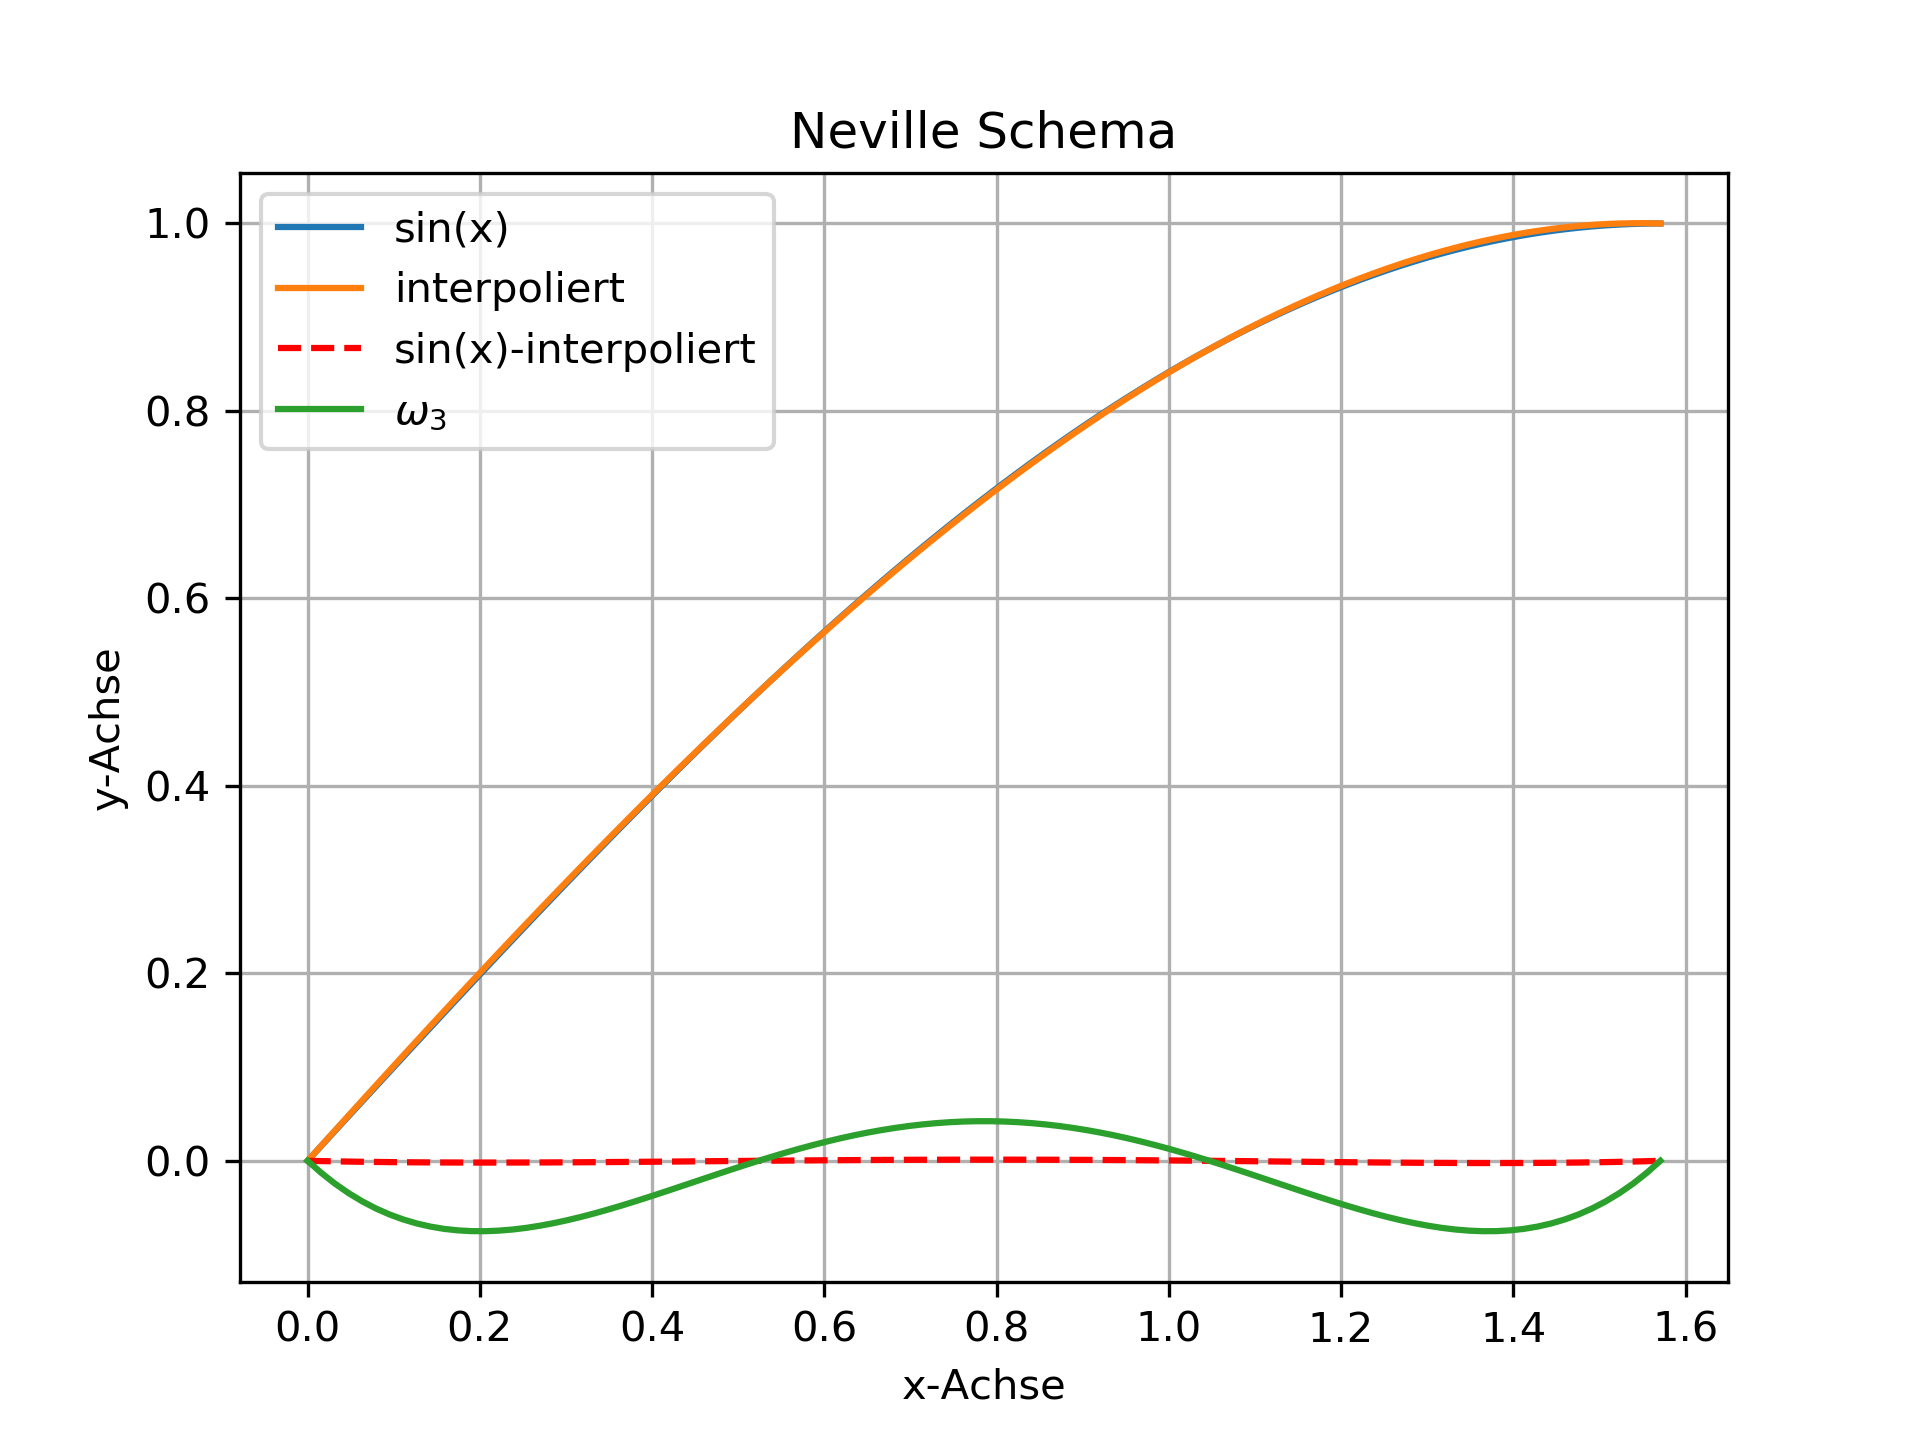 Neville Schema
sin(x)
interpoliert
sin(x)-interpoliert
ω₃
1.0
0.8
0.6
0.4
0.2
0.0
y-Achse
0.0 0.2 0.4 0.6 0.8 1.0 1.2 1.4 1.6
x-Achse